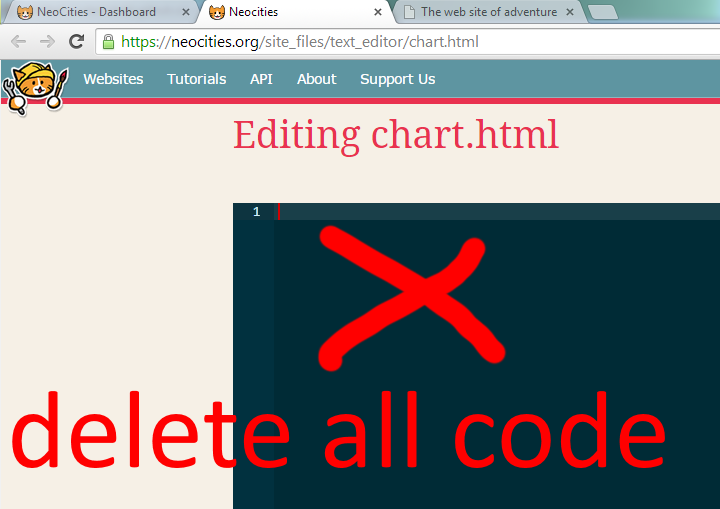 NeoCities - Dashboard
Neocities
The web site of adventure
https://neocities.org/site_files/text_editor/chart.html
Websites Tutorials API About Support Us
Editing chart.html
1
delete all code